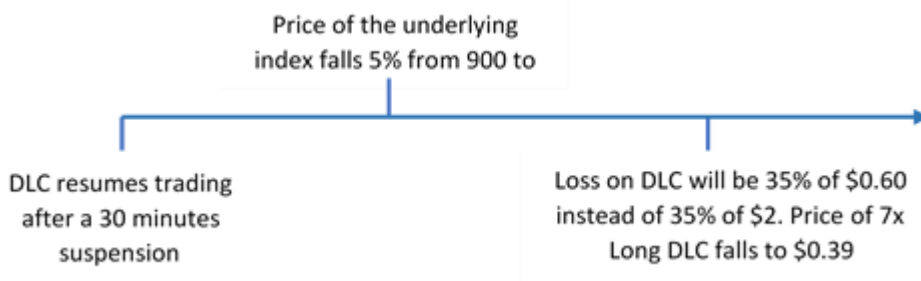 Price of the underlying
index falls 5% from 900 to
DLC resumes trading
after a 30 minutes
suspension
Loss on DLC will be 35% of $0.60
instead of 35% of $2. Price of 7x
Long DLC falls to $0.39